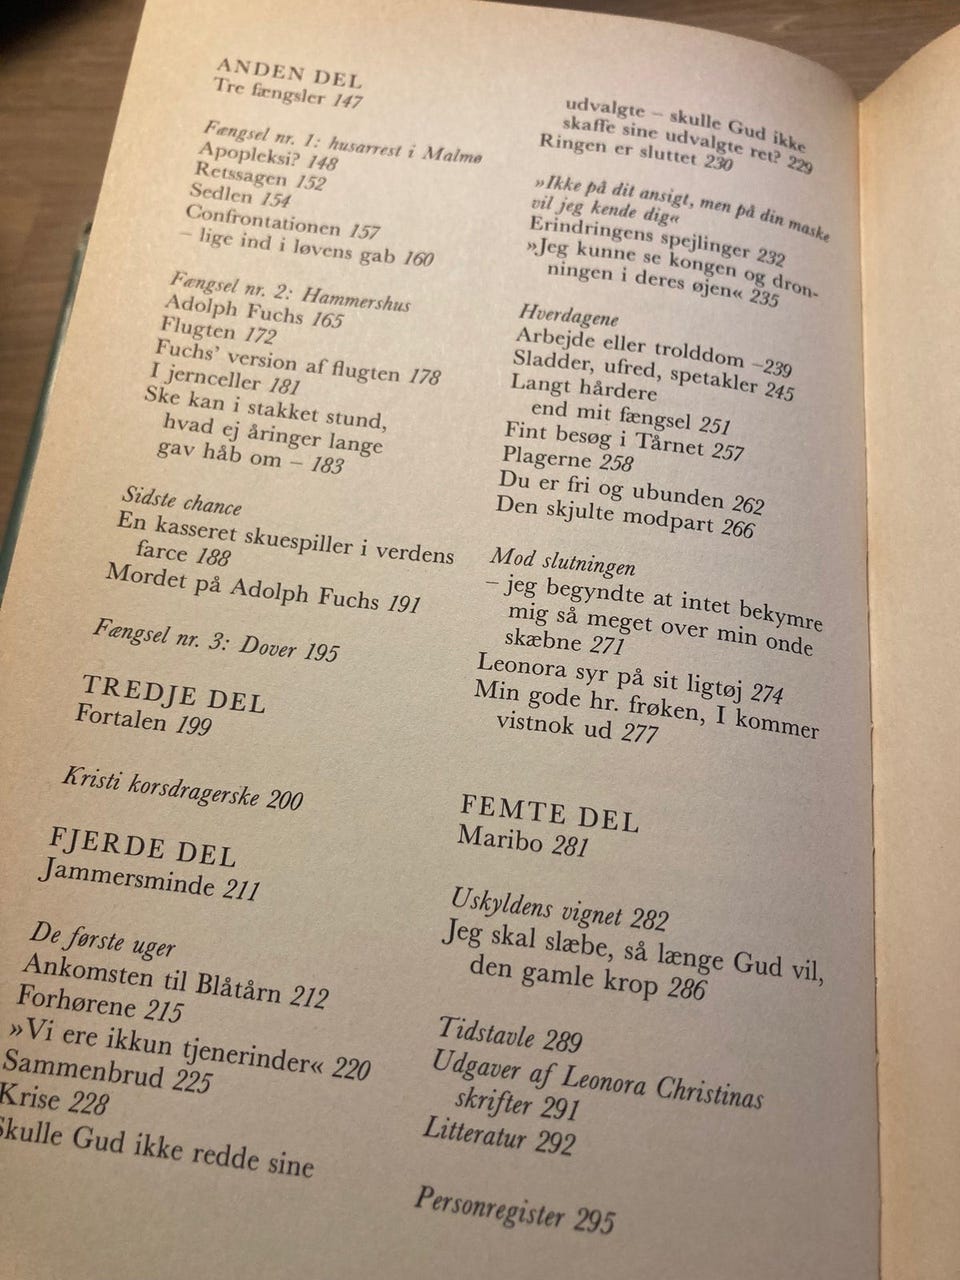 ANDEN DEL
Tre fængsler 147
Fængsel nr. 1: husarrest i Malmø
Apopleksi? 148
Retssagen 152
Sedlen 154
Confrontationen 157
– lige ind i løvens gab 160
Fængsel nr. 2: Hammershus
Adolph Fuchs 165
Flugten 172
Fuchs' version af flugten 178
I jernceller 181
Ske kan i stakket stund,
hvad ej åringer lange
gav håb om – 183
Sidste chance
En kasseret skuespiller i verdens
farce 188
Mordet på Adolph Fuchs 191
Fængsel nr. 3: Dover 195
TREDJE DEL
Fortalen 199
Kristi korsdragerske 200
FJERDE DEL
Jammersminde 211
De første uger
Ankomsten til Blåtårn 212
Forhørene 215
»Vi ere ikkun tjenerinder« 220
Sammenbrud 225
Krise 228
Skulle Gud ikke redde sine
udvalgte – skulle Gud ikke
skaffe sine udvalgte ret? 229
Ringen er sluttet 230
»Ikke på dit ansigt, men på din maske
vil jeg kende dig«
Erindringens spejlinger 232
»Jeg kunne se kongen og dron-
ningen i deres øjen« 235
Hverdagene
Arbejde eller trolddom –239
Sladder, ufred, spetakler 245
Langt hårdere
end mit fængsel 251
Fint besøg i Tårnet 257
Plagerne 258
Du er fri og ubunden 262
Den skjulte modpart 266
Mod slutningen
– jeg begyndte at intet bekymre
mig så meget over min onde
skæbne 271
Leonora syr på sit ligtøj 274
Min gode hr. frøken, I kommer
vistnok ud 277
FEMTE DEL
Maribo 281
Uskyldens vignet 282
Jeg skal slæbe, så længe Gud vil,
den gamle krop 286
Tidstavle 289
Udgaver af Leonora Christinas
skrifter 291
Litteratur 292
Personregister 295